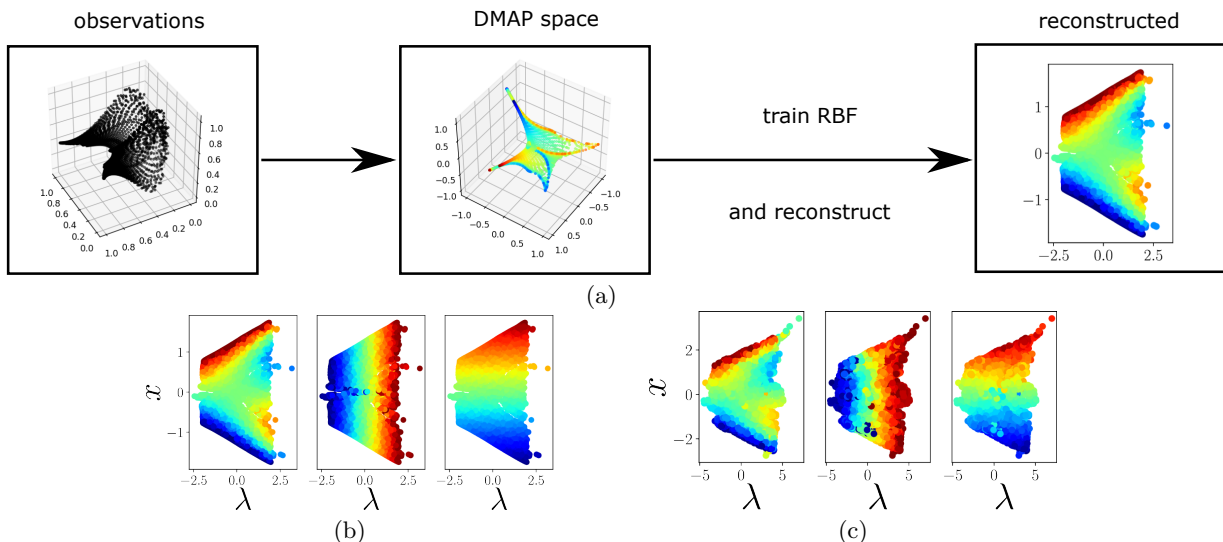 observations
DMAP space
reconstructed
1.0
0.8
0.6
0.4
0.2
0.0
1.0
0.8
0.6
0.4
0.2
0.0
1.0
0.8
0.6
0.4
0.2
0.0
1.0
0.5
0.0
−0.5
−1.0
−1.0
−0.5
0.0
0.5
1.0
−1.0
−0.5
0.0
0.5
1.0
train RBF
and reconstruct
1
0
−1
−2.5
0.0
2.5
(a)
x
1
0
−1
−2.5 0.0 2.5
−2.5 0.0 2.5
−2.5 0.0 2.5
λ λ λ
(b)
x
2
0
−2
−5 0 5
−5 0 5
−5 0 5
λ λ λ
(c)